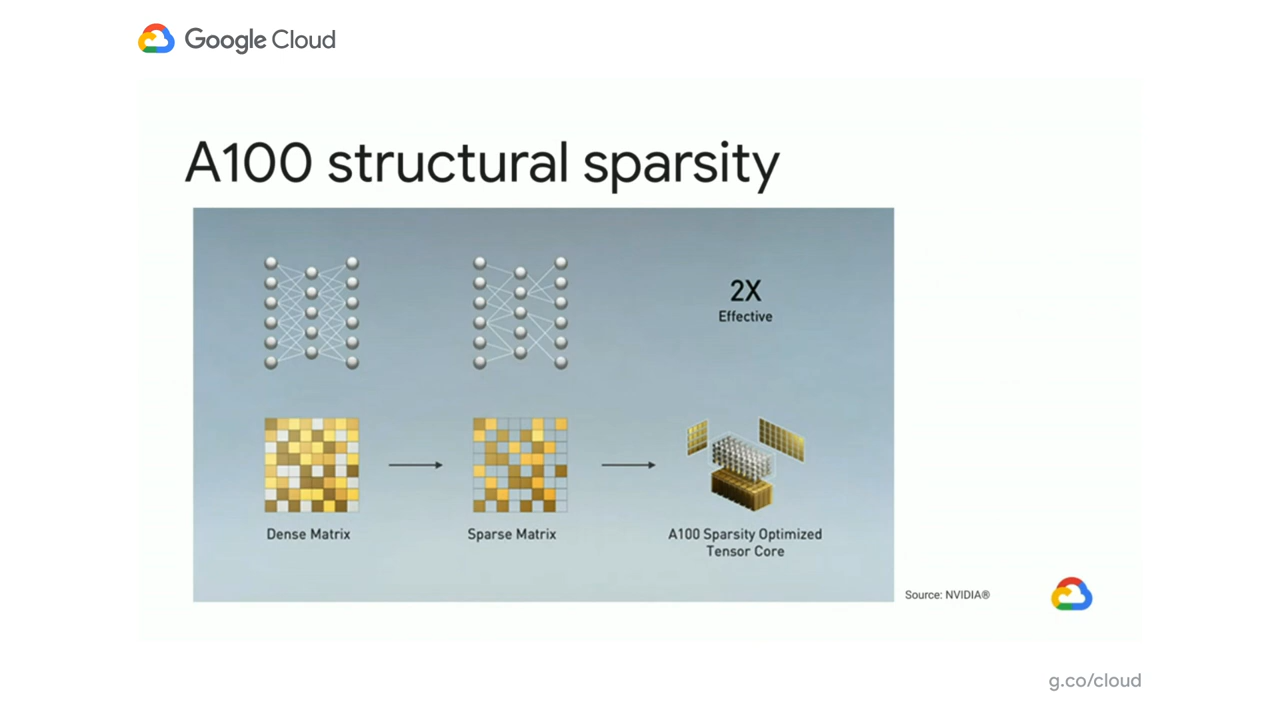 Google Cloud
A100 structural sparsity
2X
Effective
Dense Matrix
Sparse Matrix
A100 Sparsity Optimized
Tensor Core
Source: NVIDIA®
g.co/cloud